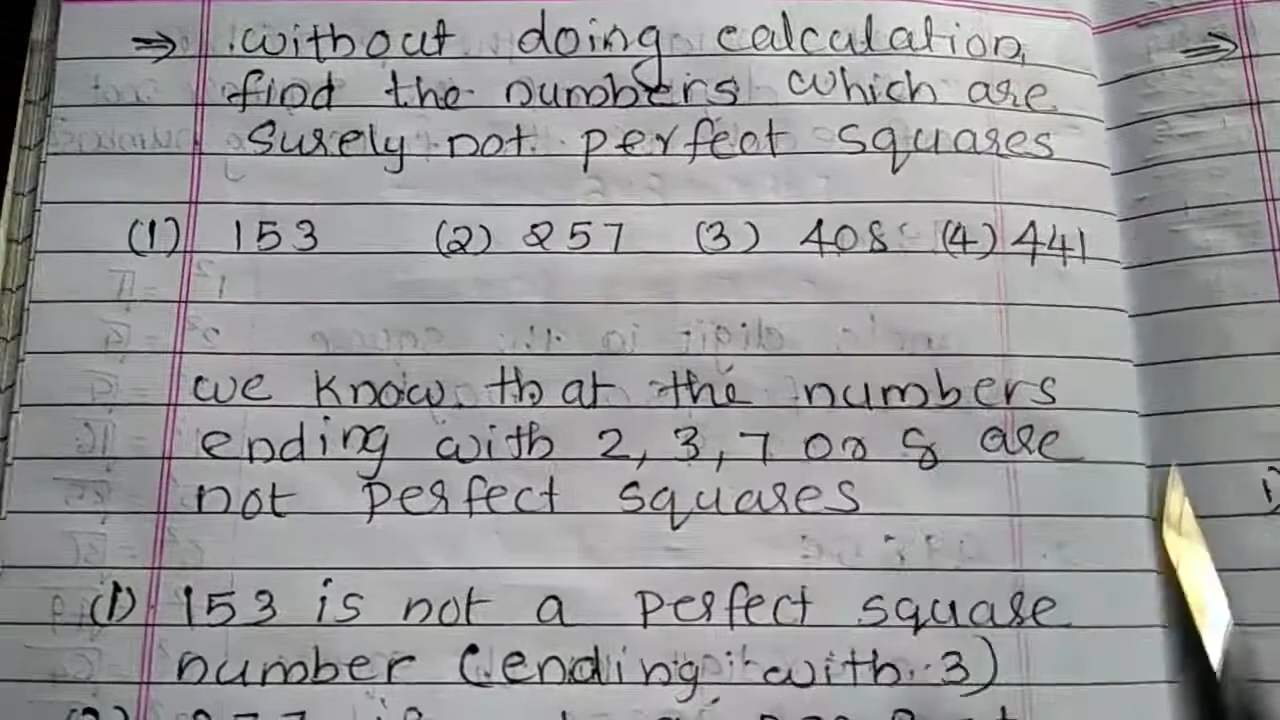 ⇒ without doing calculation,
find the numbers which are
surely not perfect squares
(1) 153 (2) 257 (3) 408 (4) 441
we know that the numbers
ending with 2, 3, 7 or 8 are
not perfect squares
(1) 153 is not a perfect square
number (ending with 3)